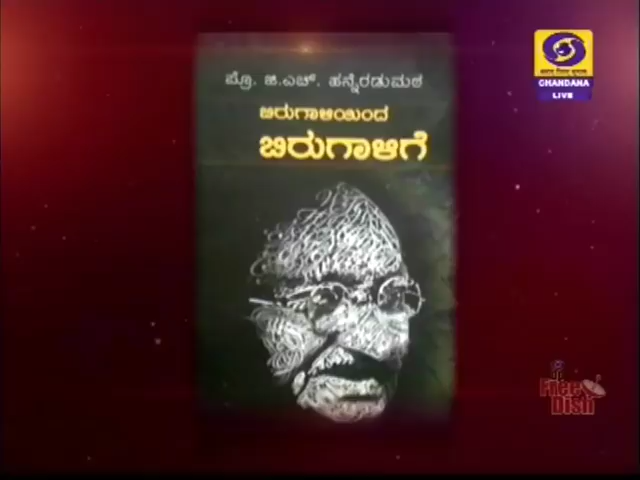 ಪ್ರೊ. ಜಿ.ಎಚ್. ಹನ್ನೆರಡುಮಠ
ಬಿರುಗಾಳಿಯಿಂದ
ಬಿರುಗಾಳಿಗೆ
CHANDANA
LIVE
Free
Dish